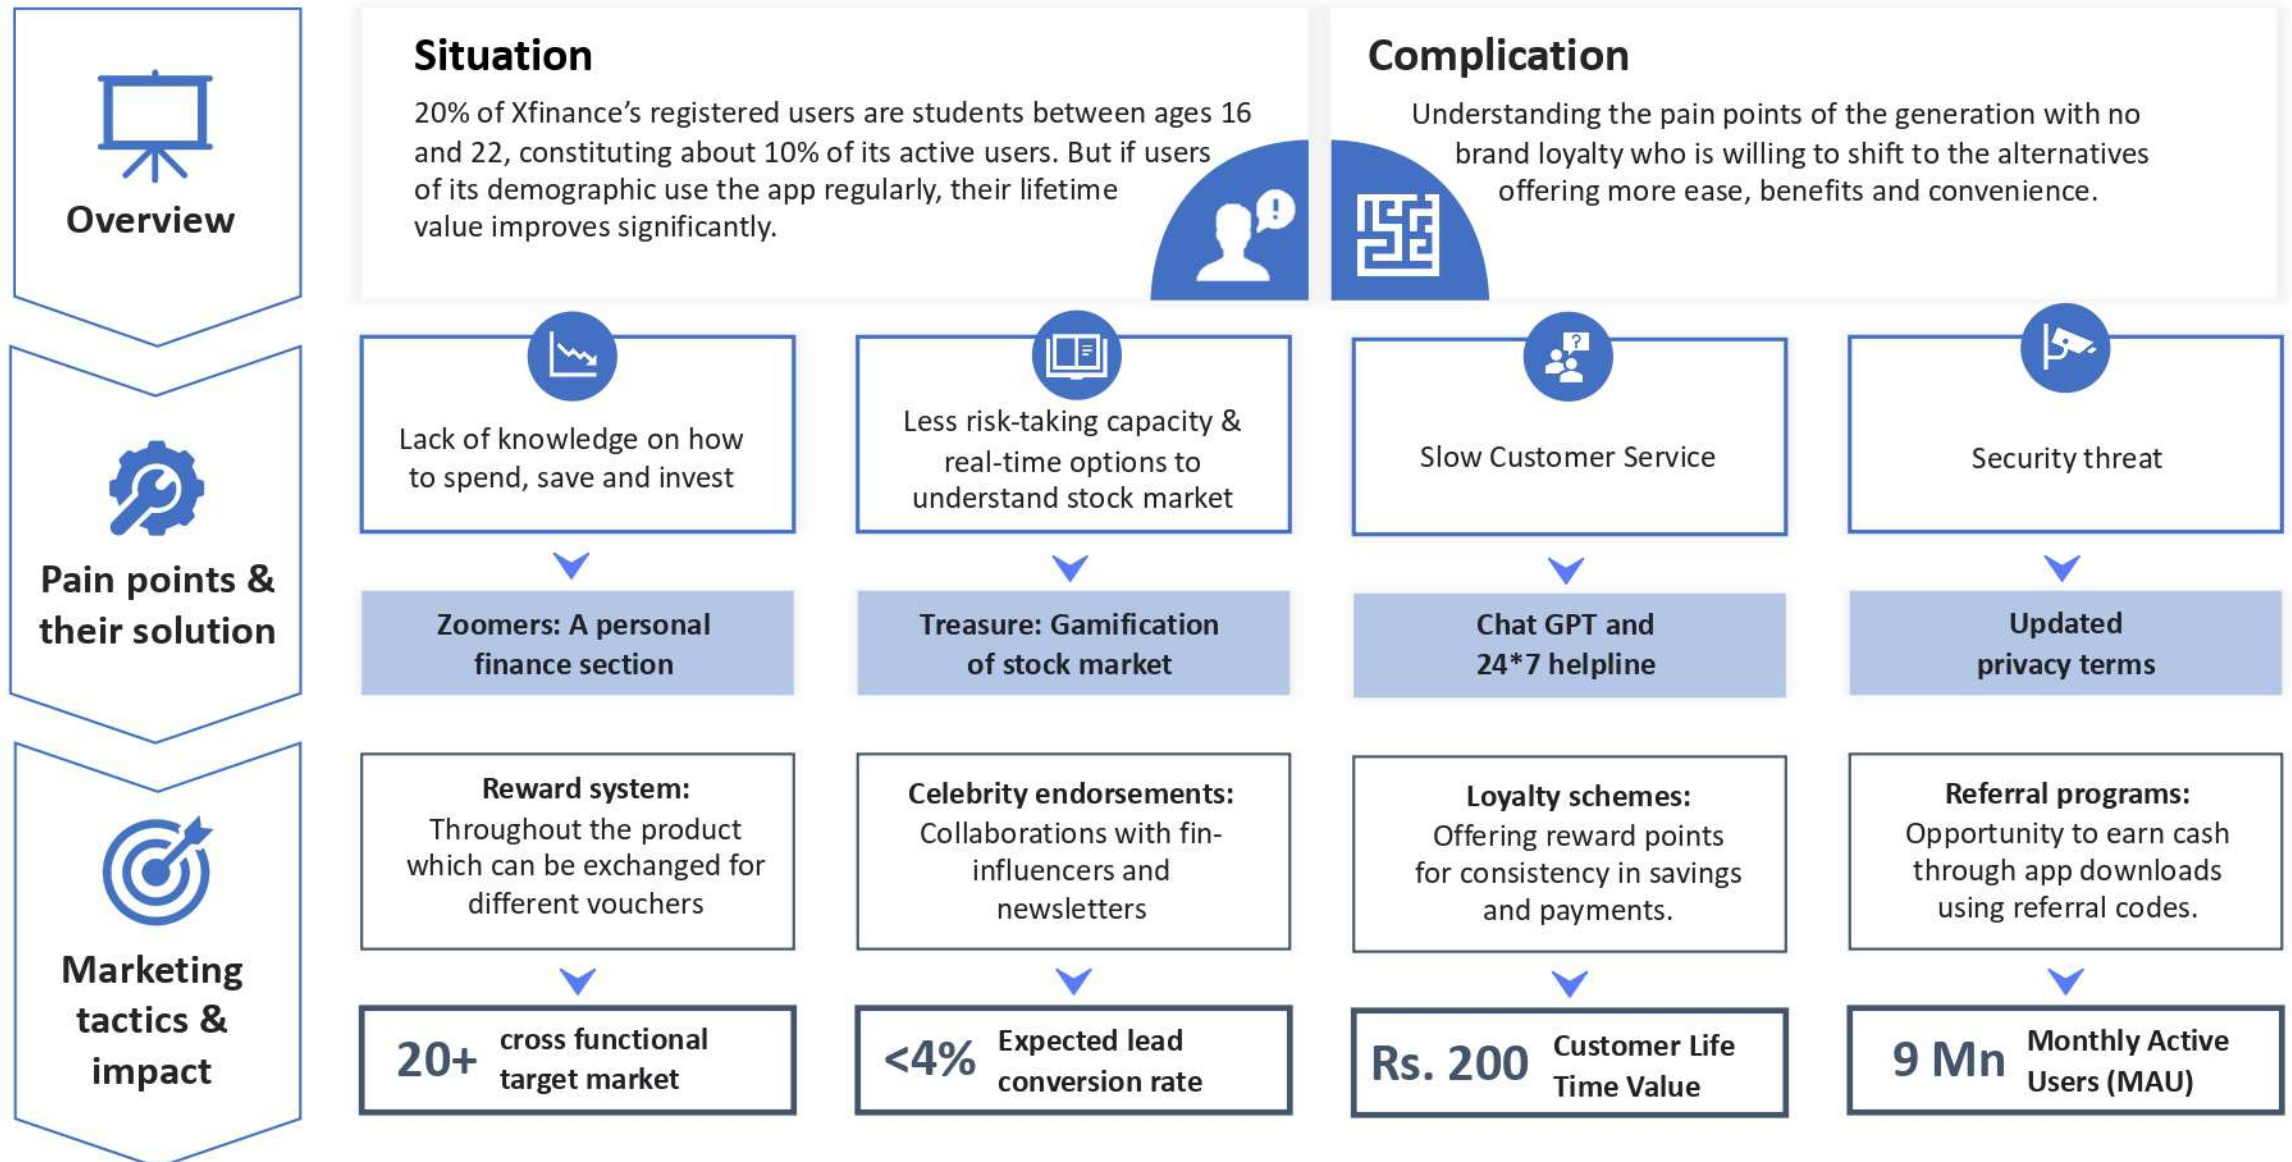 Overview
Situation
20% of Xfinance’s registered users are students between ages 16
and 22, constituting about 10% of its active users. But if users
of its demographic use the app regularly, their lifetime
value improves significantly.
Complication
Understanding the pain points of the generation with no
brand loyalty who is willing to shift to the alternatives
offering more ease, benefits and convenience.
Pain points &
their solution
Lack of knowledge on how
to spend, save and invest
Less risk-taking capacity &
real-time options to
understand stock market
Slow Customer Service
Security threat
Zoomers: A personal
finance section
Treasure: Gamification
of stock market
Chat GPT and
24*7 helpline
Updated
privacy terms
Marketing
tactics &
impact
Reward system:
Throughout the product
which can be exchanged for
different vouchers
Celebrity endorsements:
Collaborations with fin-
influencers and
newsletters
Loyalty schemes:
Offering reward points
for consistency in savings
and payments.
Referral programs:
Opportunity to earn cash
through app downloads
using referral codes.
20+
cross functional
target market
<4%
Expected lead
conversion rate
Rs. 200
Customer Life
Time Value
9 Mn
Monthly Active
Users (MAU)